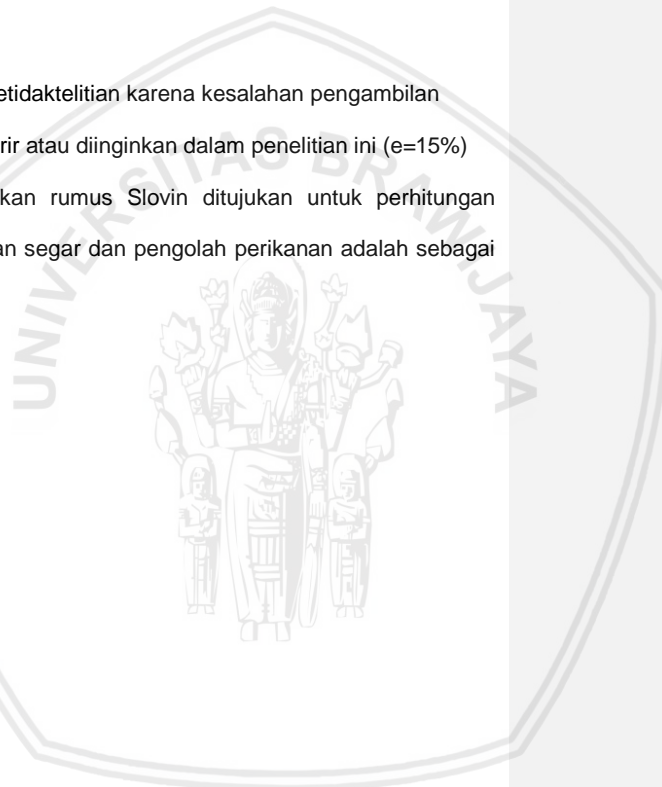 etidaktelitian karena kesalahan pengambilan
rir atau diinginkan dalam penelitian ini (e=15%)
kan rumus Slovin ditujukan untuk perhitungan
an segar dan pengolah perikanan adalah sebagai
UNIVERSITAS BRAWIJAYA